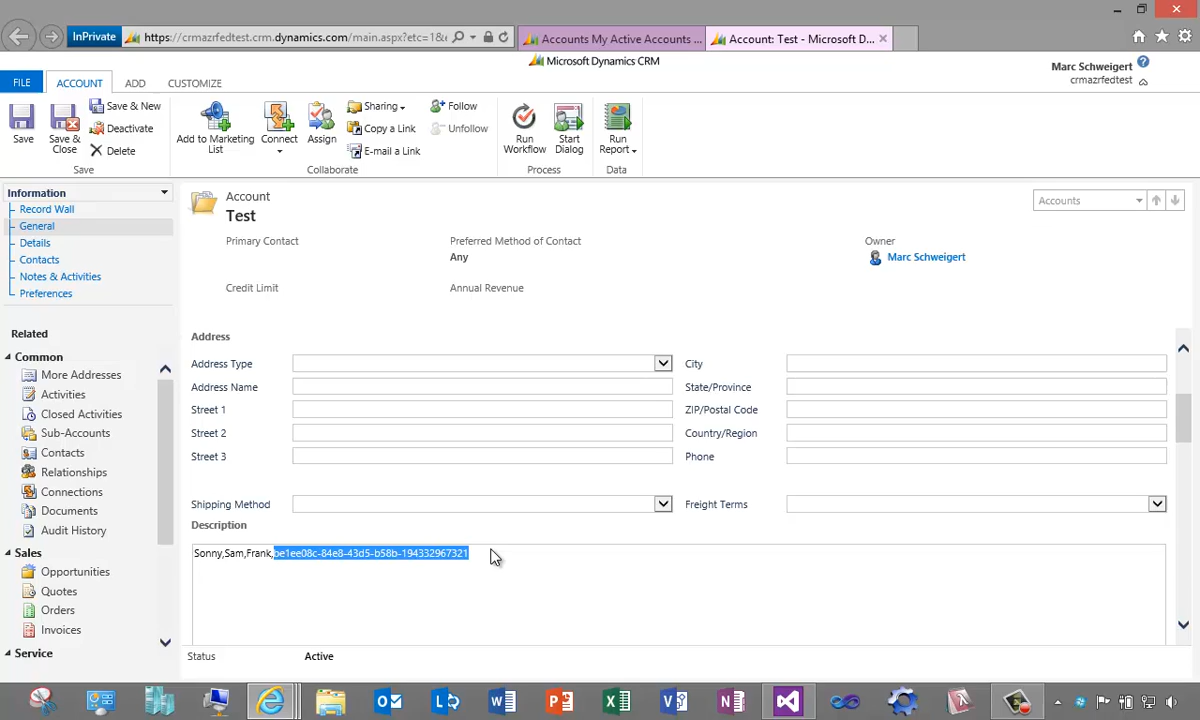 InPrivate
https://crmazrfedtest.crm.dynamics.com/main.aspx?etc=1&
Accounts My Active Accounts ...
Account: Test - Microsoft D...
Microsoft Dynamics CRM
Marc Schweigert
crmazrfedtest
FILE
ACCOUNT
ADD
CUSTOMIZE
Save
Save & Close
Save & New
Deactivate
Delete
Save
Add to Marketing List
Connect
Assign
Sharing
Copy a Link
E-mail a Link
Follow
Unfollow
Collaborate
Run Workflow
Start Dialog
Process
Run Report
Data
Information
Record Wall
General
Details
Contacts
Notes & Activities
Preferences
Related
Common
More Addresses
Activities
Closed Activities
Sub-Accounts
Contacts
Relationships
Connections
Documents
Audit History
Sales
Opportunities
Quotes
Orders
Invoices
Service
Account
Test
Accounts
Primary Contact
Preferred Method of Contact
Any
Owner
Marc Schweigert
Credit Limit
Annual Revenue
Address
Address Type
City
Address Name
State/Province
Street 1
ZIP/Postal Code
Street 2
Country/Region
Street 3
Phone
Shipping Method
Freight Terms
Description
Sonny,Sam,Frank,be1ee08c-84e8-43d5-b58b-194332967321
Status
Active